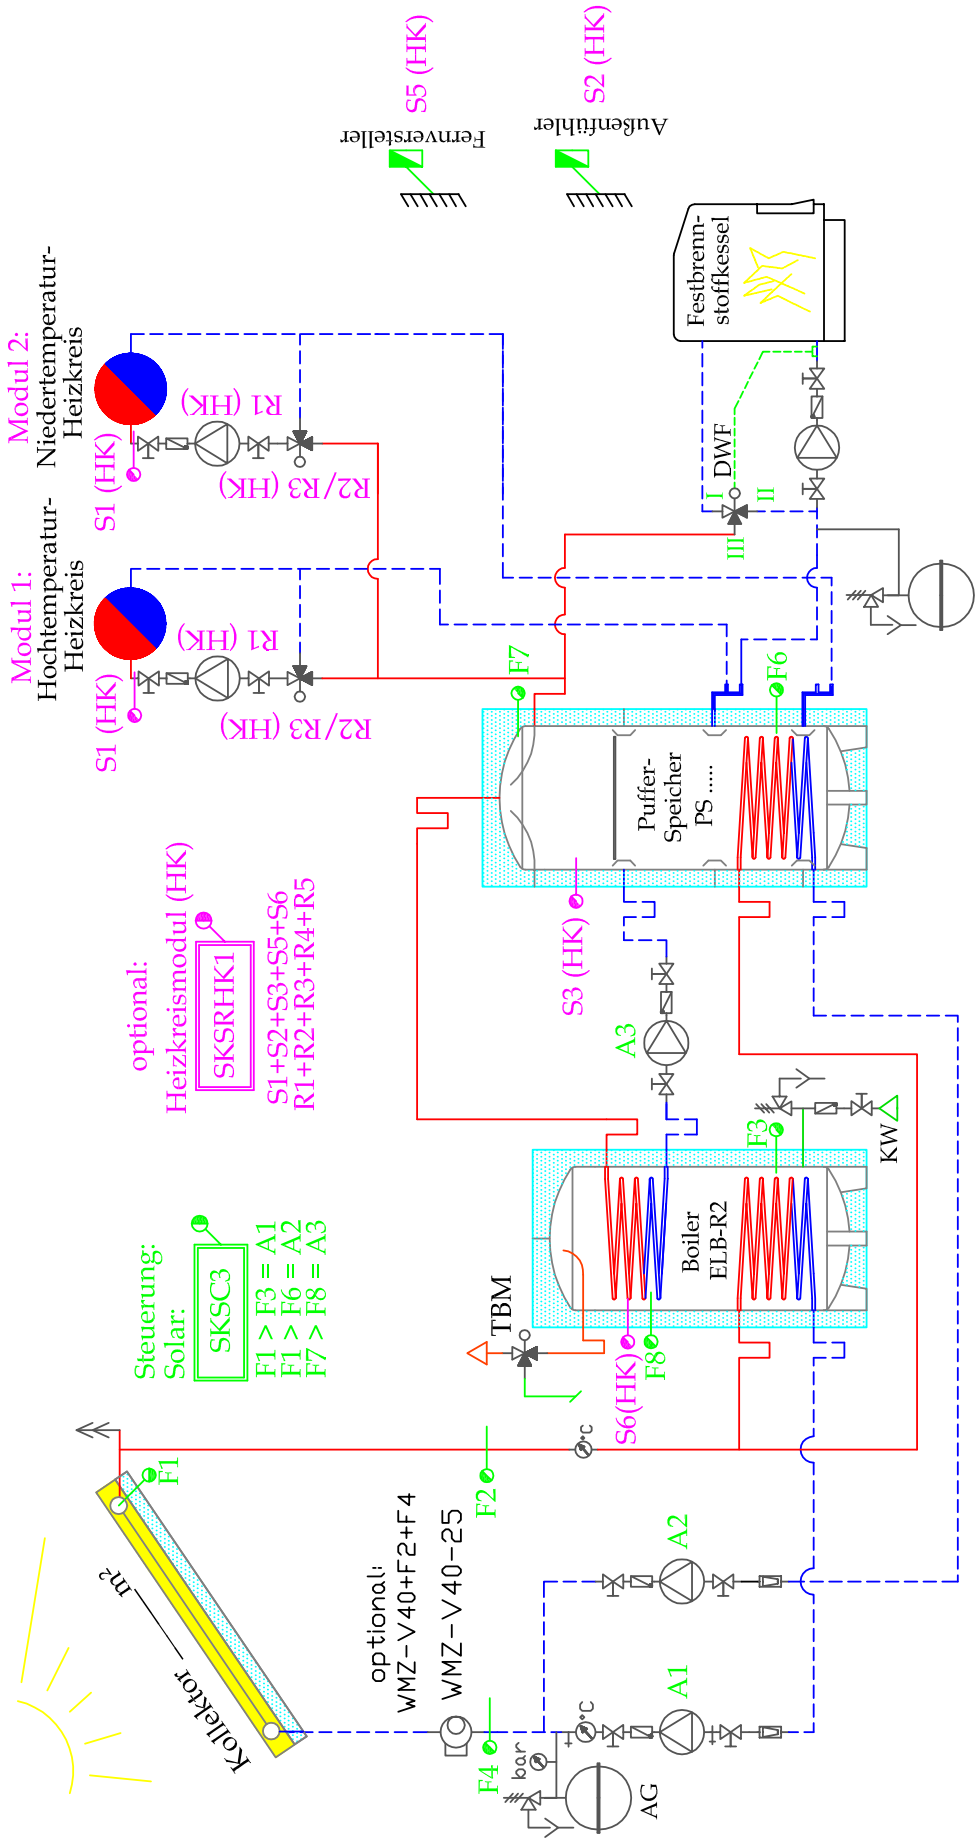 Kollektor ____ m²
F1
optional:
WMZ-V40+F2+F4
WMZ-V40-25
F2
°C
F4
bar
°C
AG
A1
A2
Steuerung:
Solar:
SKSC3
F1 > F3 = A1
F1 > F6 = A2
F7 > F8 = A3
TBM
S6(HK)
F8
Boiler
ELB-R2
F3
KW
A3
optional:
Heizkreismodul (HK)
SKSRHK1
S1+S2+S3+S5+S6
R1+R2+R3+R4+R5
S3 (HK)
Puffer-
Speicher
PS .....
F7
F6
Modul 1:
Hochtemperatur-
Heizkreis
S1 (HK)
R1 (HK)
R2/R3 (HK)
Modul 2:
Niedertemperatur-
Heizkreis
S1 (HK)
R1 (HK)
R2/R3 (HK)
DWF
I
II
III
Festbrenn-
stoffkessel
Fernversteller
S5 (HK)
Außenfühler
S2 (HK)